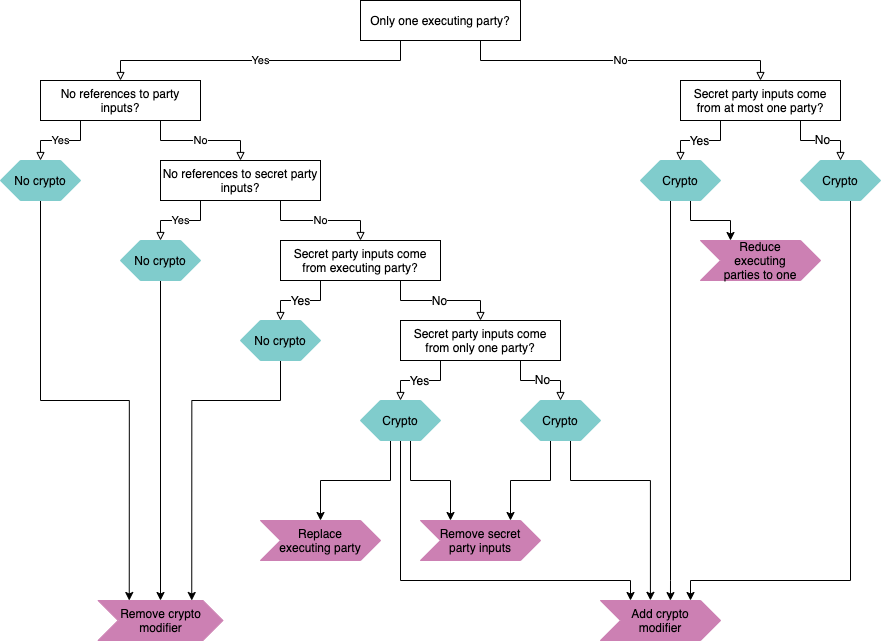 Only one executing party?
Yes
No
No references to party
inputs?
Secret party inputs come
from at most one party?
Yes
No
Yes
No
No crypto
No references to secret party
inputs?
Crypto
Crypto
Yes
No
No crypto
Secret party inputs come
from executing party?
Reduce
executing
parties to one
Yes
No
No crypto
Secret party inputs come
from only one party?
Yes
No
Crypto
Crypto
Replace
executing party
Remove secret
party inputs
Remove crypto
modifier
Add crypto
modifier